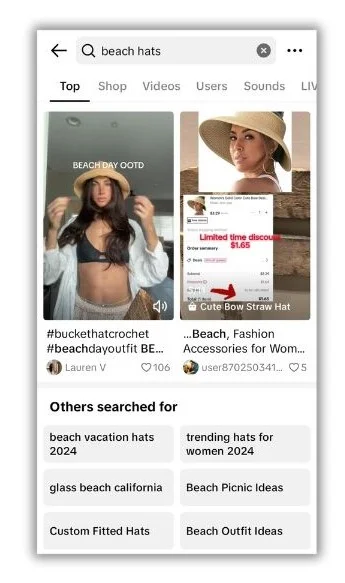 beach hats
Top Shop Videos Users Sounds LIV
BEACH DAY OOTD
Limited time discou
$1.65
Cute Bow Straw Hat
#buckethatcrochet
#beachdayoutfit BE...
Lauren V 106
...Beach, Fashion
Accessories for Wom...
user870250341... 5
Others searched for
beach vacation hats
2024
trending hats for
women 2024
glass beach california
Beach Picnic Ideas
Custom Fitted Hats
Beach Outfit Ideas